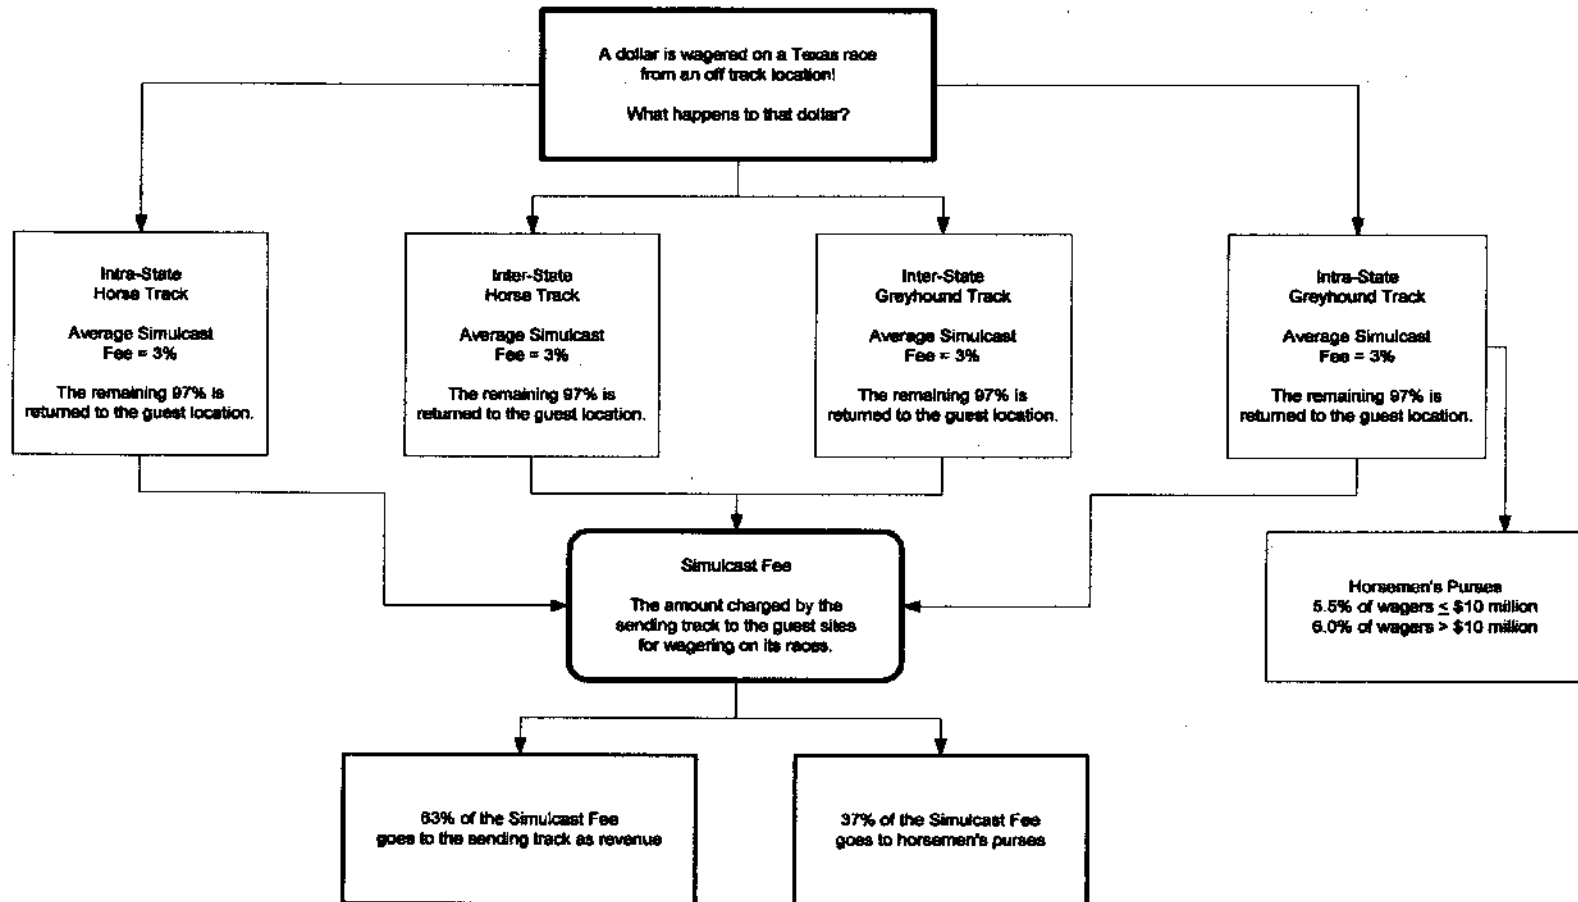 A dollar is wagered on a Texas race
from an off track location!
What happens to that dollar?
Intra-State
Horse Track
Average Simulcast
Fee = 3%
The remaining 97% is
returned to the guest location.
Inter-State
Horse Track
Average Simulcast
Fee = 3%
The remaining 97% is
returned to the guest location.
Inter-State
Greyhound Track
Average Simulcast
Fee = 3%
The remaining 97% is
returned to the guest location.
Intra-State
Greyhound Track
Average Simulcast
Fee = 3%
The remaining 97% is
returned to the guest location.
Simulcast Fee
The amount charged by the
sending track to the guest sites
for wagering on its races.
Horsemen's Purses
5.5% of wagers ≤ $10 million
6.0% of wagers > $10 million
63% of the Simulcast Fee
goes to the sending track as revenue
37% of the Simulcast Fee
goes to horsemen's purses